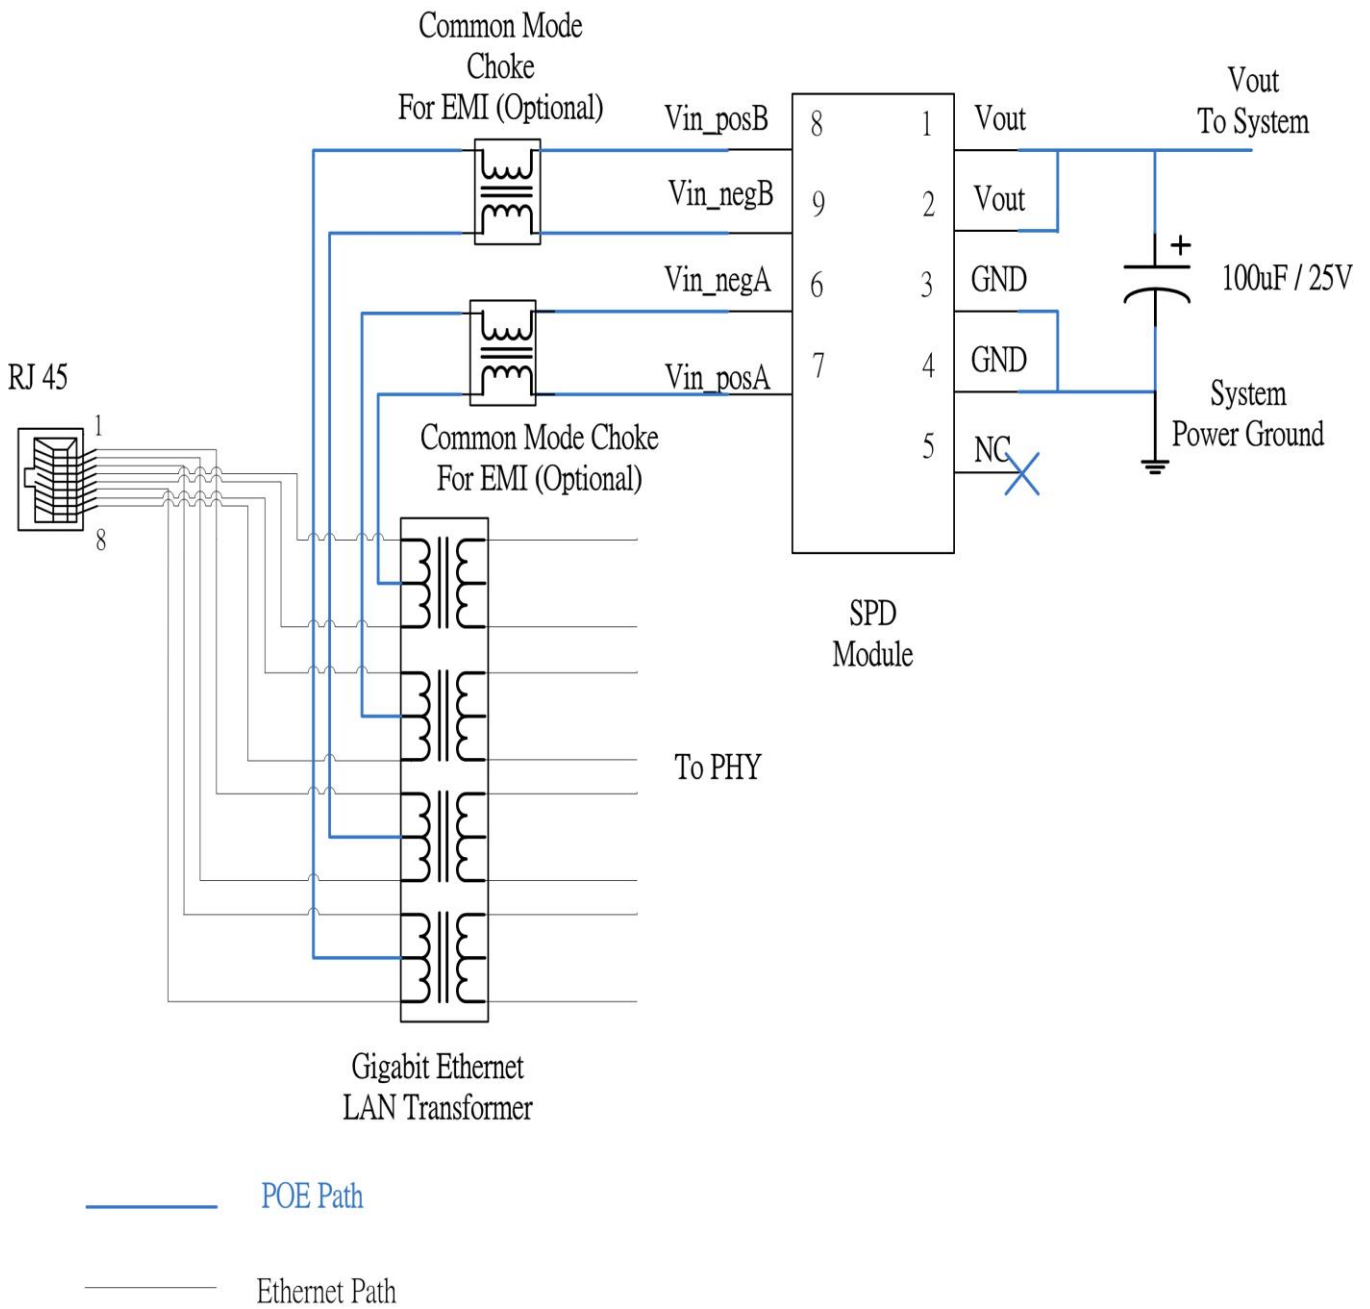 Common Mode
Choke
For EMI (Optional)
Vout
To System
Vin_posB
8
1
Vout
Vin_negB
9
2
Vout
Vin_negA
6
3
GND
+
100uF / 25V
Vin_posA
7
4
GND
RJ 45
System
Power Ground
1
Common Mode Choke
For EMI (Optional)
5
NC
8
SPD
Module
To PHY
Gigabit Ethernet
LAN Transformer
POE Path
Ethernet Path